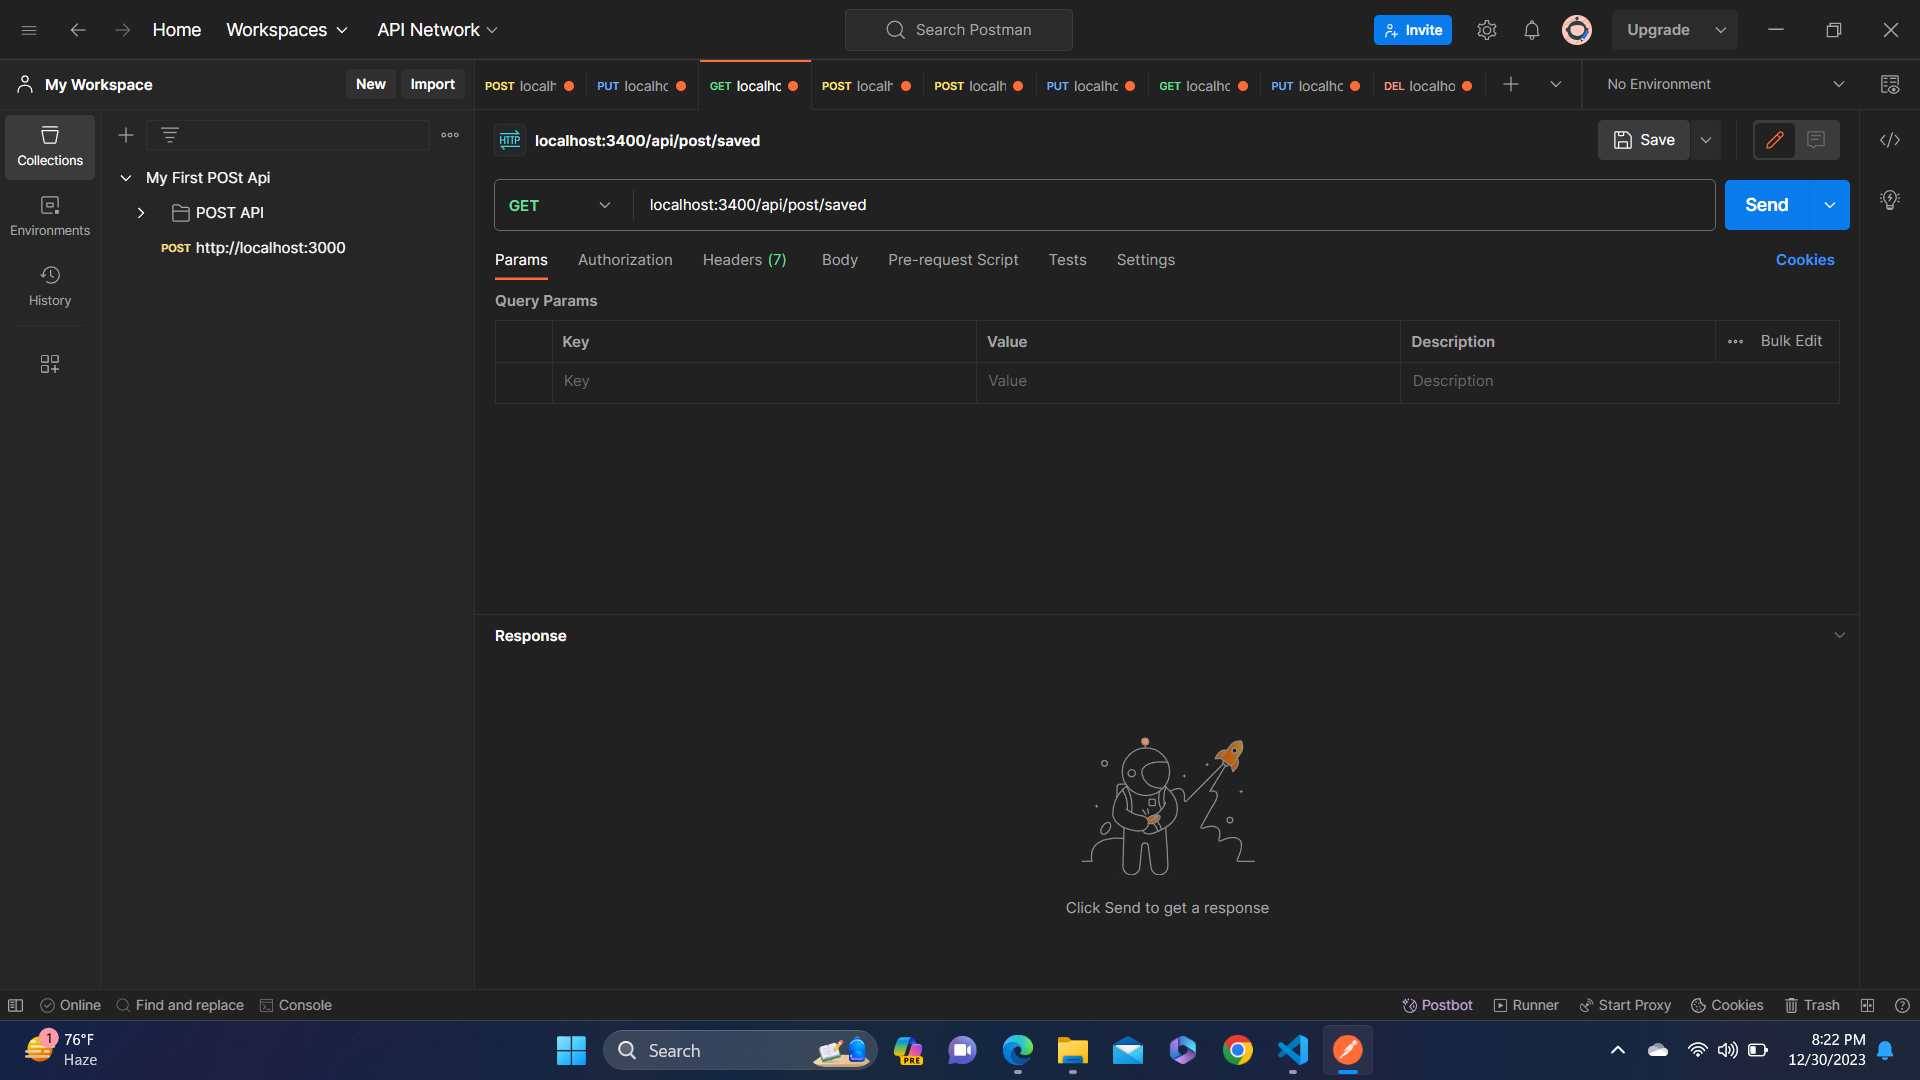 Home
Workspaces
API Network
Search Postman
Invite
Upgrade
My Workspace
New
Import
POST localh
PUT localhc
GET localhc
POST localh
POST localh
PUT localhc
GET localhc
PUT localhc
DEL localho
No Environment
Collections
Environments
History
My First POSt Api
POST API
POST http://localhost:3000
HTTP
localhost:3400/api/post/saved
Save
GET
localhost:3400/api/post/saved
Send
Params
Authorization
Headers (7)
Body
Pre-request Script
Tests
Settings
Cookies
Query Params
Key
Value
Description
Bulk Edit
Key
Value
Description
Response
Click Send to get a response
Online
Find and replace
Console
Postbot
Runner
Start Proxy
Cookies
Trash
1
76°F
Haze
Search
PRE
8:22 PM
12/30/2023